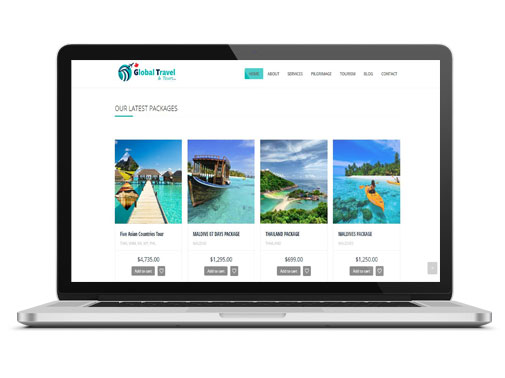 Global Travel
& Tours
HOME ABOUT SERVICES PILGRIMAGE TOURISM BLOG CONTACT
OUR LATEST PACKAGES
Five Asian Countries Tour MALDIVE 07 DAYS PACKAGE THAILAND PACKAGE MALDIVES PACKAGE
MALDIVES THAILAND MALDIVES
$4,735.00 $1,295.00 $699.00 $1,250.00
Add to cart Add to cart Add to cart Add to cart